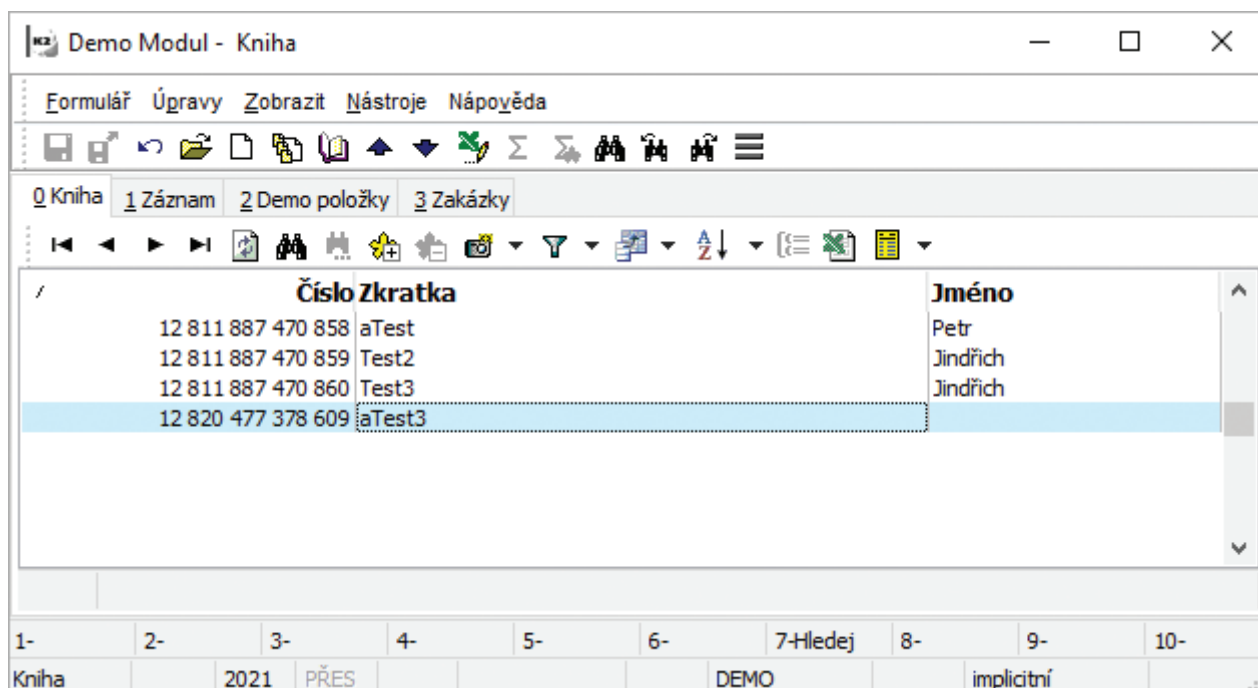 K2 Demo Modul - Kniha
Formulář Úpravy Zobrazit Nástroje Nápověda
0 Kniha 1 Záznam 2 Demo položky 3 Zakázky
/ Číslo Zkratka Jméno
12 811 887 470 858 aTest Petr
12 811 887 470 859 Test2 Jindřich
12 811 887 470 860 Test3 Jindřich
12 820 477 378 609 aTest3
1- 2- 3- 4- 5- 6- 7-Hledej 8- 9- 10-
Kniha 2021 PŘES DEMO implicitní